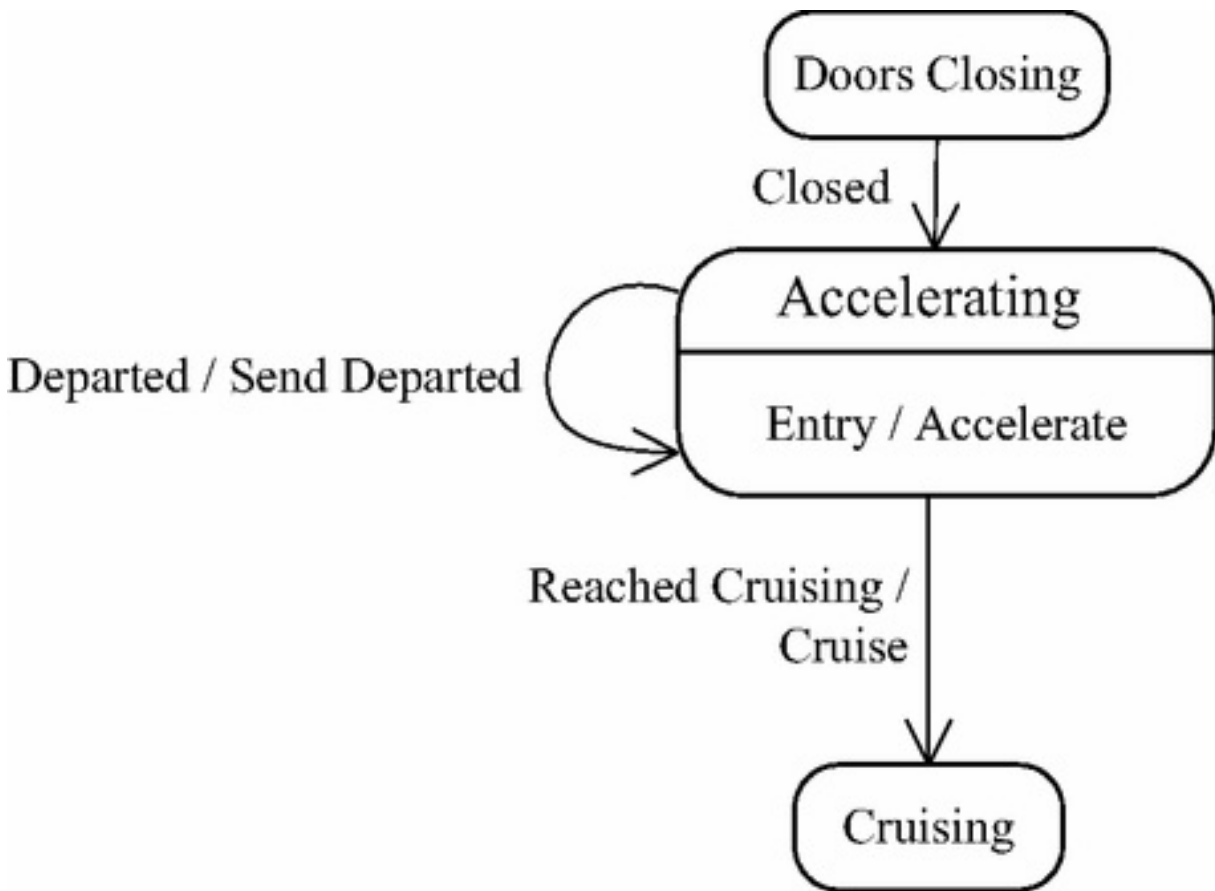 Doors Closing
Closed
Accelerating
Departed / Send Departed
Entry / Accelerate
Reached Cruising /
Cruise
Cruising